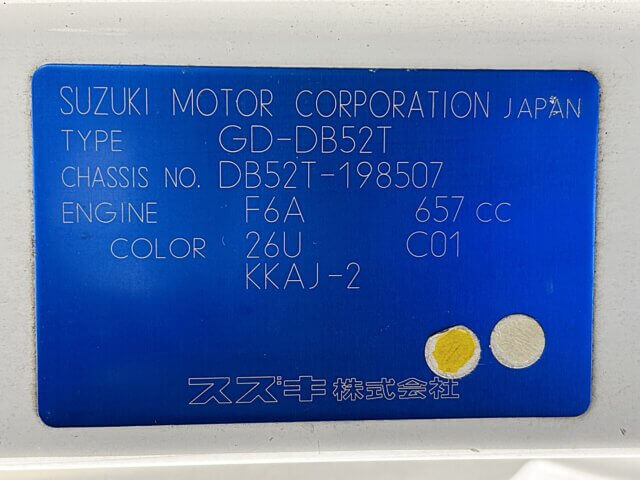 SUZUKI MOTOR CORPORATION JAPAN
TYPE GD-DB52T
CHASSIS NO. DB52T-198507
ENGINE F6A 657 CC
COLOR 26U C01
KKAJ-2
スズキ株式会社